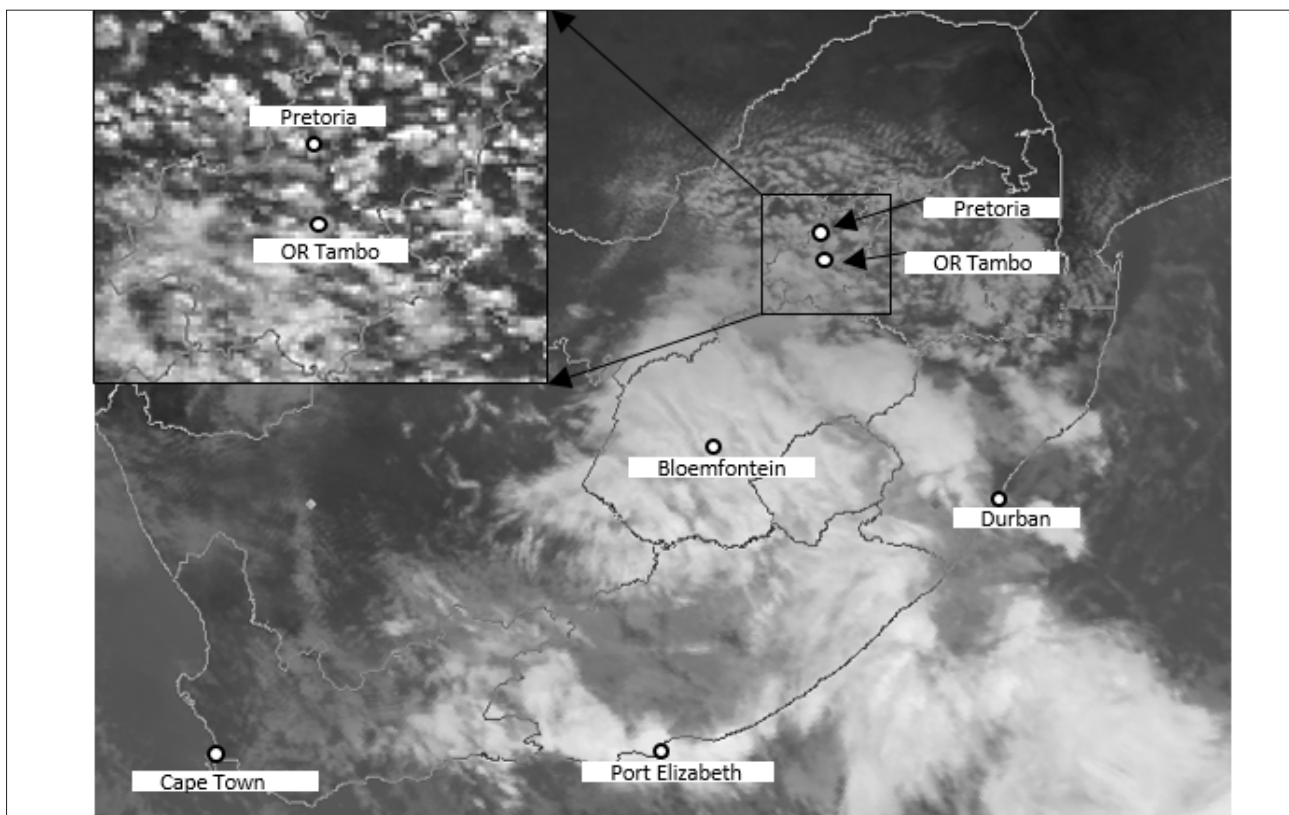 Pretoria
OR Tambo
Pretoria
OR Tambo
Bloemfontein
Durban
Cape Town
Port Elizabeth